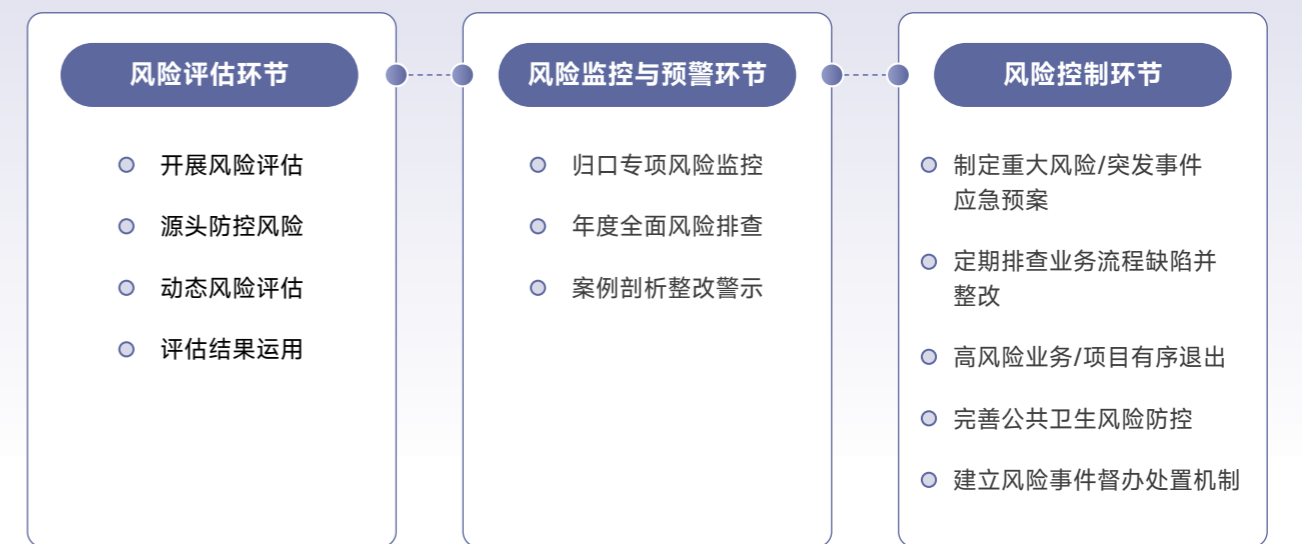 风险评估环节
开展风险评估
源头防控风险
动态风险评估
评估结果运用
风险监控与预警环节
归口专项风险监控
年度全面风险排查
案例剖析整改警示
风险控制环节
制定重大风险/突发事件
应急预案
定期排查业务流程缺陷并
整改
高风险业务/项目有序退出
完善公共卫生风险防控
建立风险事件督办处置机制